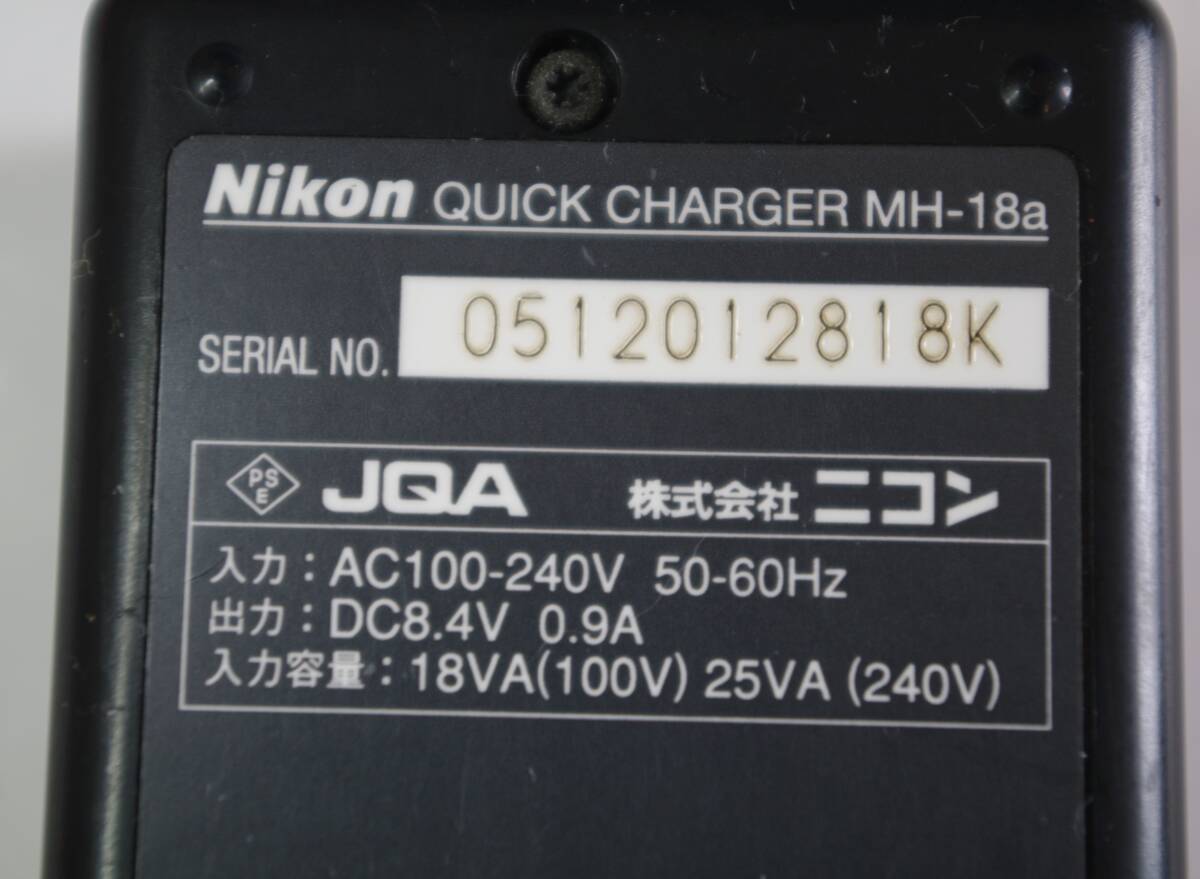 Nikon QUICK CHARGER MH-18a
SERIAL NO. 0512012818K
PS
E
JQA 株式会社 ニコン
入力：AC100-240V 50-60Hz
出力：DC8.4V 0.9A
入力容量：18VA(100V) 25VA (240V)